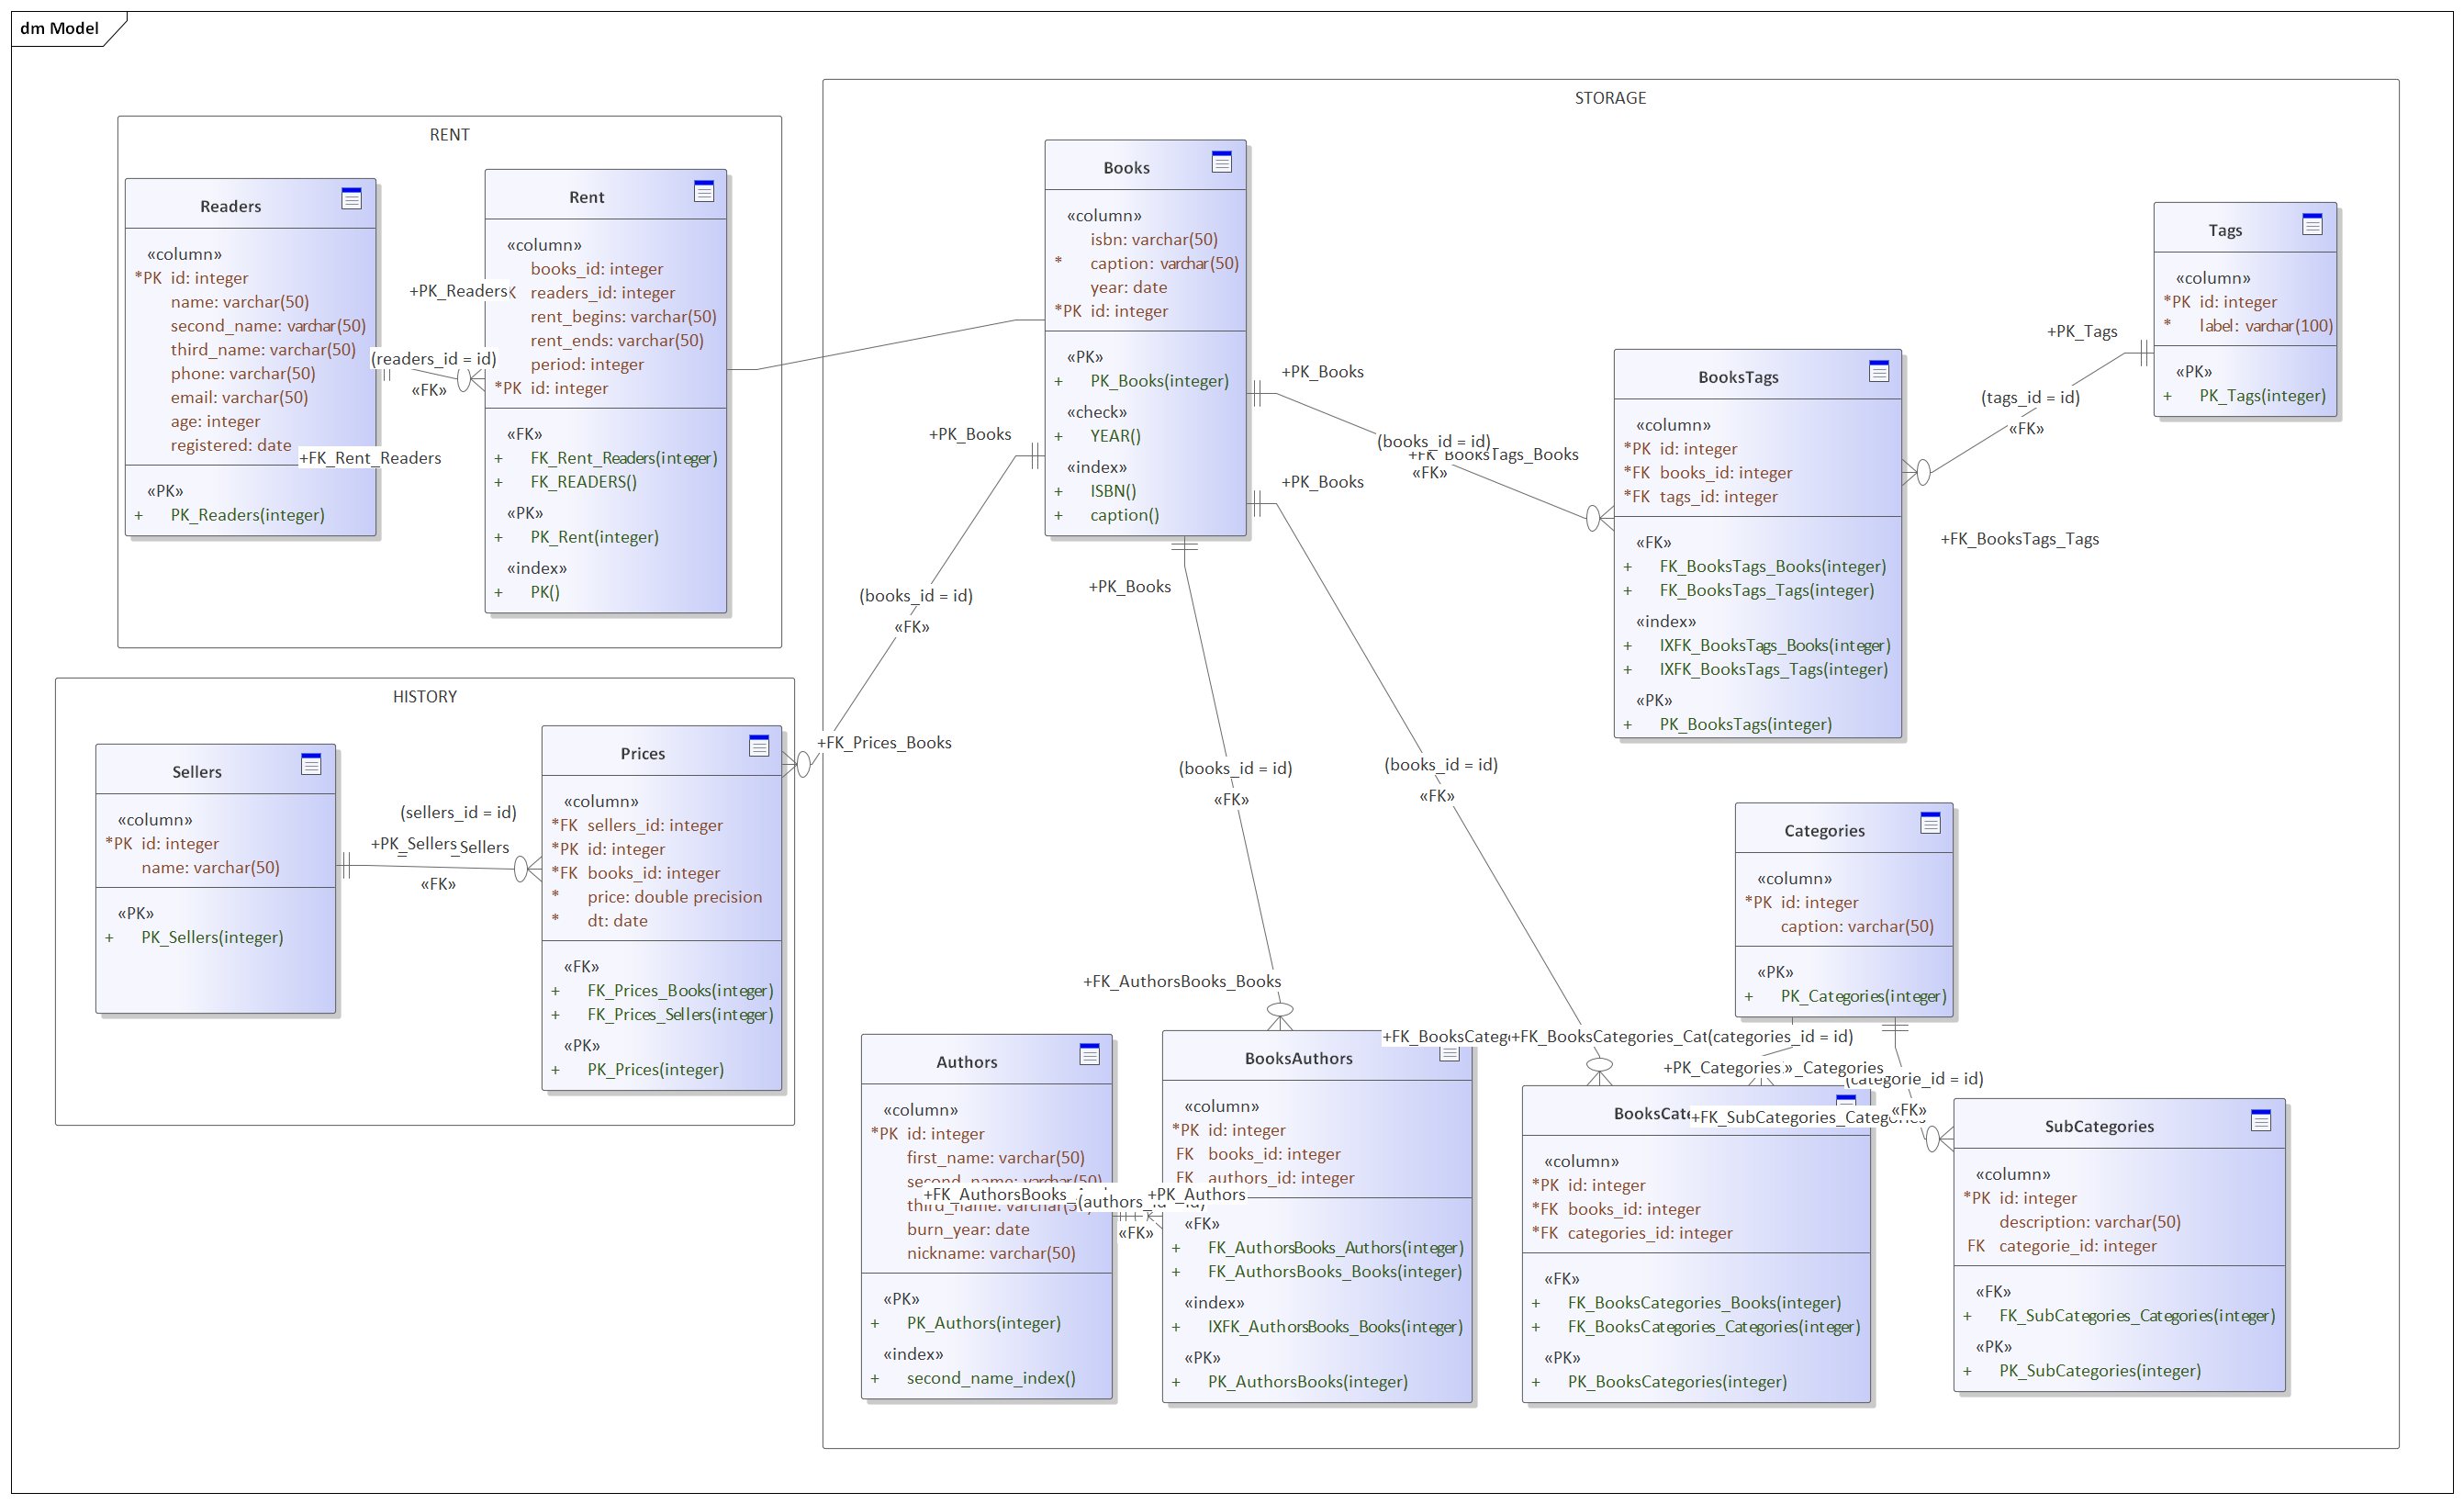 dm Model
RENT
Readers
«column»
*PK id: integer
name: varchar(50)
second_name: varchar(50)
third_name: varchar(50)
phone: varchar(50)
email: varchar(50)
age: integer
registered: date
«PK»
+ PK_Readers(integer)
+PK_Readers
(readers_id = id)
«FK»
+FK_Rent_Readers
Rent
«column»
books_id: integer
readers_id: integer
rent_begins: varchar(50)
rent_ends: varchar(50)
period: integer
*PK id: integer
«FK»
+ FK_Rent_Readers(integer)
+ FK_READERS()
«PK»
+ PK_Rent(integer)
«index»
+ PK()
HISTORY
Sellers
«column»
*PK id: integer
name: varchar(50)
«PK»
+ PK_Sellers(integer)
(sellers_id = id)
+PK_Sellers
_Sellers
«FK»
Prices
«column»
*FK sellers_id: integer
*PK id: integer
*FK books_id: integer
* price: double precision
* dt: date
«FK»
+ FK_Prices_Books(integer)
+ FK_Prices_Sellers(integer)
«PK»
+ PK_Prices(integer)
STORAGE
Books
«column»
isbn: varchar(50)
* caption: varchar(50)
year: date
*PK id: integer
«PK»
+ PK_Books(integer)
«check»
+ YEAR()
«index»
+ ISBN()
+ caption()
+PK_Books
(books_id = id)
«FK»
+FK_Prices_Books
+PK_Books
(books_id = id)
«FK»
+FK_AuthorsBooks_Books
+PK_Books
(books_id = id)
+FK_BooksTags_Books
«FK»
+PK_Books
(books_id = id)
«FK»
BooksTags
«column»
*PK id: integer
*FK books_id: integer
*FK tags_id: integer
«FK»
+ FK_BooksTags_Books(integer)
+ FK_BooksTags_Tags(integer)
«index»
+ IXFK_BooksTags_Books(integer)
+ IXFK_BooksTags_Tags(integer)
«PK»
+ PK_BooksTags(integer)
Tags
«column»
*PK id: integer
* label: varchar(100)
«PK»
+ PK_Tags(integer)
+PK_Tags
(tags_id = id)
«FK»
+FK_BooksTags_Tags
Categories
«column»
*PK id: integer
caption: varchar(50)
«PK»
+ PK_Categories(integer)
+FK_BooksCateg
+FK_BooksCategories_Cat
(categories_id = id)
+PK_Categories
_Categories
(categorie_id = id)
+FK_SubCategories_Categ
«FK»
Authors
«column»
*PK id: integer
first_name: varchar(50)
second_name: varchar(50)
third_name: varchar(50)
burn_year: date
nickname: varchar(50)
«PK»
+ PK_Authors(integer)
«index»
+ second_name_index()
+FK_AuthorsBooks_
+PK_Authors
(authors_id = id)
«FK»
BooksAuthors
«column»
*PK id: integer
FK books_id: integer
FK authors_id: integer
«FK»
+ FK_AuthorsBooks_Authors(integer)
+ FK_AuthorsBooks_Books(integer)
«index»
+ IXFK_AuthorsBooks_Books(integer)
«PK»
+ PK_AuthorsBooks(integer)
BooksCate
«column»
*PK id: integer
*FK books_id: integer
*FK categories_id: integer
«FK»
+ FK_BooksCategories_Books(integer)
+ FK_BooksCategories_Categories(integer)
«PK»
+ PK_BooksCategories(integer)
SubCategories
«column»
*PK id: integer
description: varchar(50)
FK categorie_id: integer
«FK»
+ FK_SubCategories_Categories(integer)
«PK»
+ PK_SubCategories(integer)